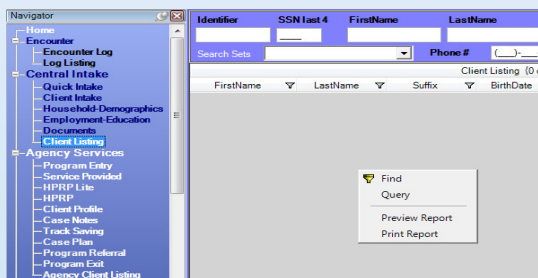 Navigator
Home
Encounter
Encounter Log
Log Listing
Central Intake
Quick Intake
Client Intake
Household-Demographics
Employment-Education
Documents
Client Listing
Agency Services
Program Entry
Service Provided
HPRP Lite
HPRP
Client Profile
Case Notes
Track Saving
Case Plan
Program Referral
Program Exit
Agency Client Listing
Identifier SSN last 4 FirstName LastName
Search Sets Phone # (__)-__
Client Listing (0
FirstName LastName Suffix BirthDate
Find
Query
Preview Report
Print Report